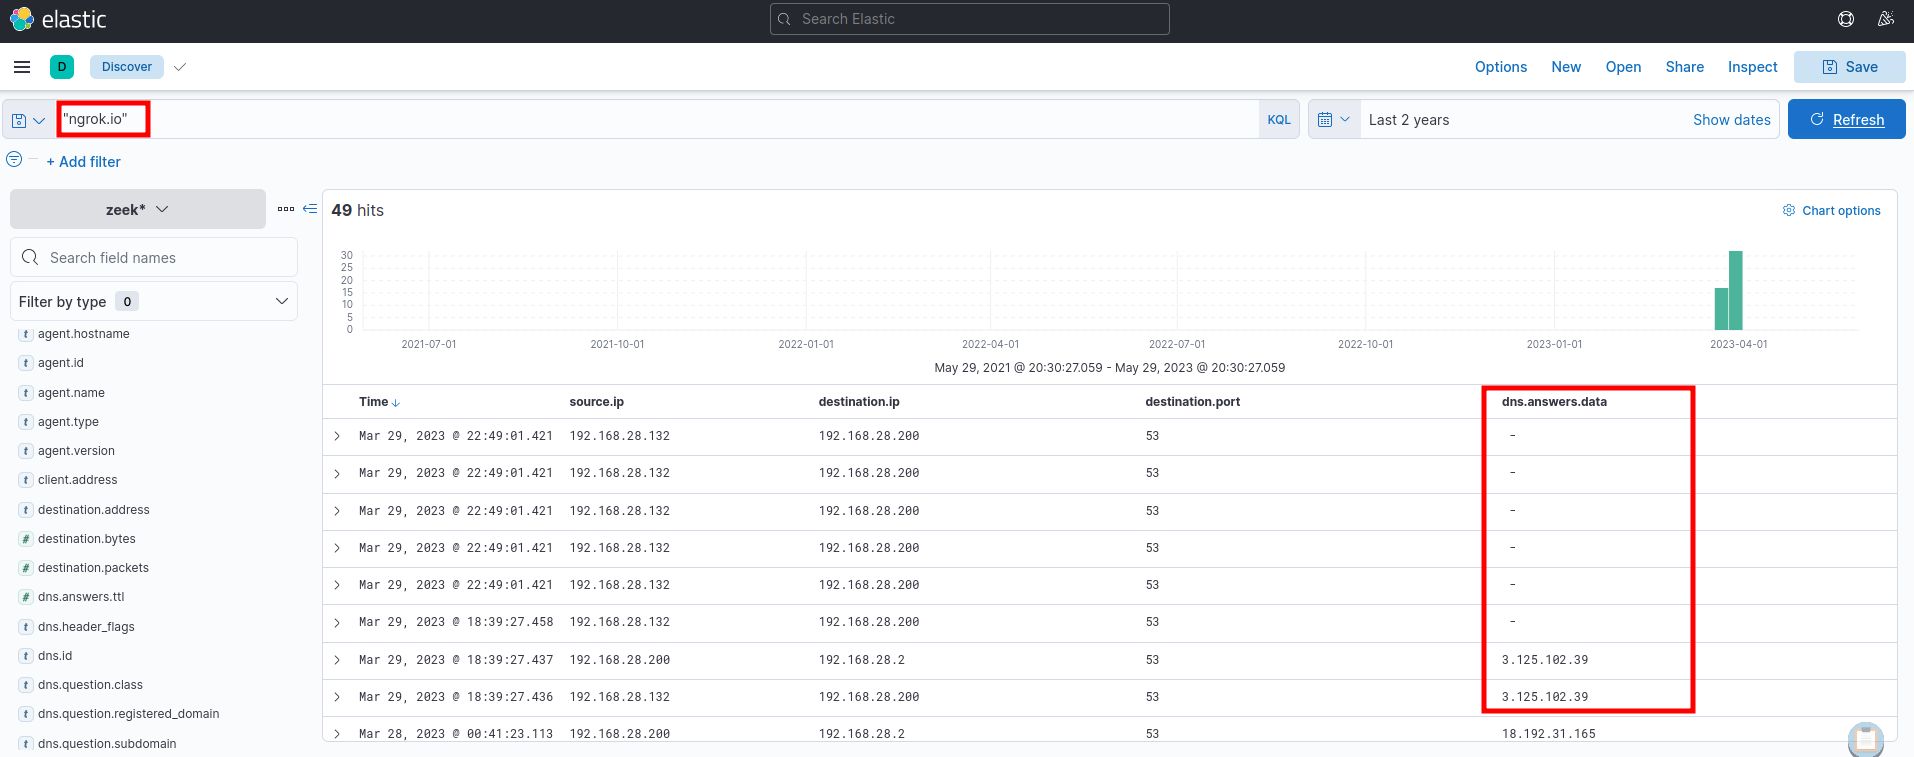 elastic
Search Elastic
D Discover Options New Open Share Inspect Save
"ngrok.io" KQL Last 2 years Show dates Refresh
+ Add filter
zeek*
49 hits
Chart options
Search field names
Filter by type 0
t agent.hostname
t agent.id
t agent.name
t agent.type
t agent.version
t client.address
t destination.address
# destination.bytes
# destination.packets
# dns.answers.ttl
t dns.header_flags
t dns.id
t dns.question.class
t dns.question.registered_domain
t dns.question.subdomain
30
25
20
15
10
5
0
2021-07-01 2021-10-01 2022-01-01 2022-04-01 2022-07-01 2022-10-01 2023-01-01 2023-04-01
May 29, 2021 @ 20:30:27.059 - May 29, 2023 @ 20:30:27.059
Time source.ip destination.ip destination.port dns.answers.data
Mar 29, 2023 @ 22:49:01.421 192.168.28.132 192.168.28.200 53 -
Mar 29, 2023 @ 22:49:01.421 192.168.28.132 192.168.28.200 53 -
Mar 29, 2023 @ 22:49:01.421 192.168.28.132 192.168.28.200 53 -
Mar 29, 2023 @ 22:49:01.421 192.168.28.132 192.168.28.200 53 -
Mar 29, 2023 @ 22:49:01.421 192.168.28.132 192.168.28.200 53 -
Mar 29, 2023 @ 18:39:27.458 192.168.28.132 192.168.28.200 53 -
Mar 29, 2023 @ 18:39:27.437 192.168.28.200 192.168.28.2 53 3.125.102.39
Mar 29, 2023 @ 18:39:27.436 192.168.28.132 192.168.28.200 53 3.125.102.39
Mar 28, 2023 @ 00:41:23.113 192.168.28.200 192.168.28.2 53 18.192.31.165